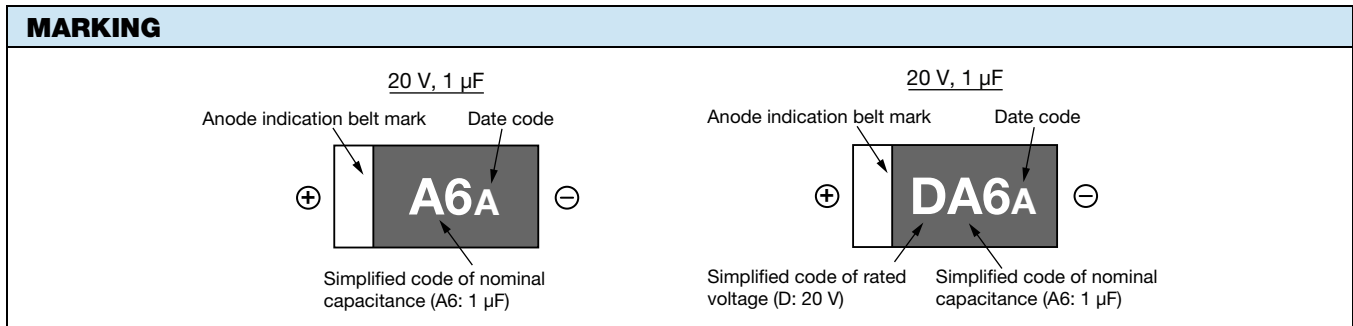 MARKING
20 V, 1 µF
Anode indication belt mark
Date code
A6A
Simplified code of nominal
capacitance (A6: 1 µF)
20 V, 1 µF
Anode indication belt mark
Date code
DA6A
Simplified code of rated
voltage (D: 20 V)
Simplified code of nominal
capacitance (A6: 1 µF)